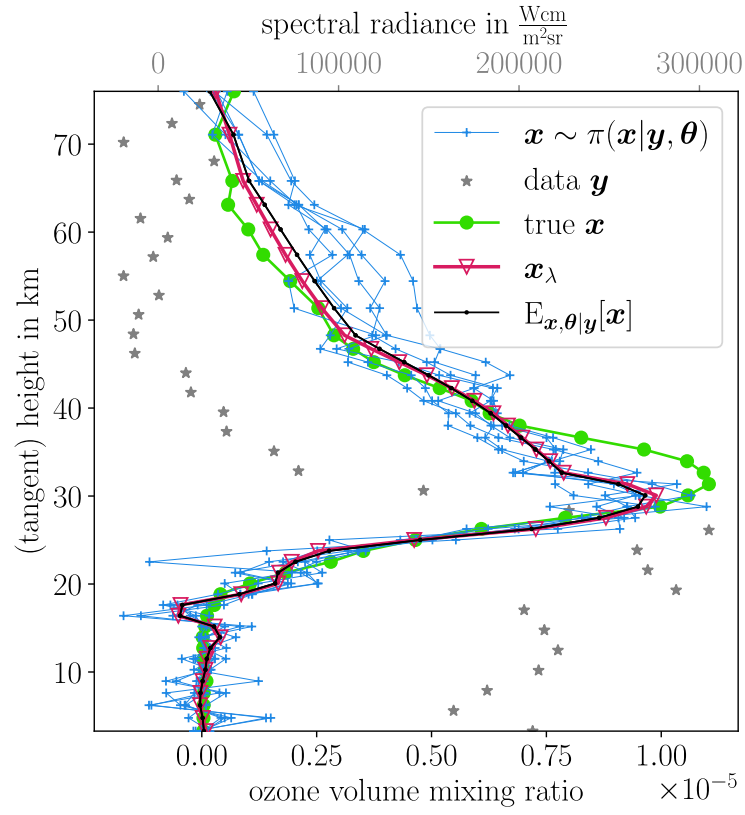 spectral radiance in Wcm/m²sr
0 100000 200000 300000
x ∼ π(x|y, θ)
data y
true x
x_λ
E_{x,θ|y}[x]
70
60
50
40
30
20
10
(tangent) height in km
0.00 0.25 0.50 0.75 1.00
ozone volume mixing ratio ×10⁻⁵